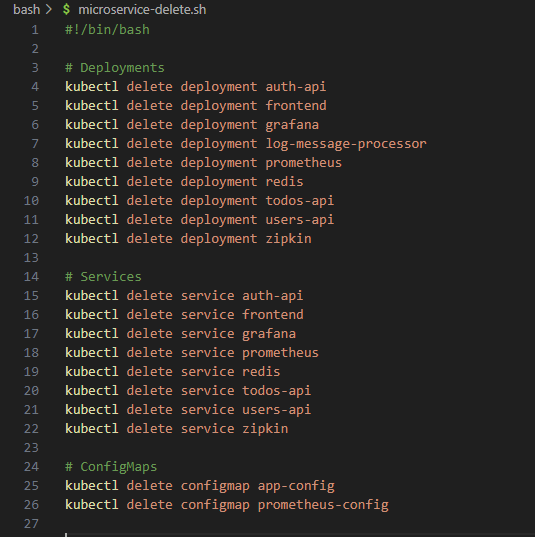 bash > $ microservice-delete.sh
1 #!/bin/bash
2
3 # Deployments
4 kubectl delete deployment auth-api
5 kubectl delete deployment frontend
6 kubectl delete deployment grafana
7 kubectl delete deployment log-message-processor
8 kubectl delete deployment prometheus
9 kubectl delete deployment redis
10 kubectl delete deployment todos-api
11 kubectl delete deployment users-api
12 kubectl delete deployment zipkin
13
14 # Services
15 kubectl delete service auth-api
16 kubectl delete service frontend
17 kubectl delete service grafana
18 kubectl delete service prometheus
19 kubectl delete service redis
20 kubectl delete service todos-api
21 kubectl delete service users-api
22 kubectl delete service zipkin
23
24 # ConfigMaps
25 kubectl delete configmap app-config
26 kubectl delete configmap prometheus-config
27